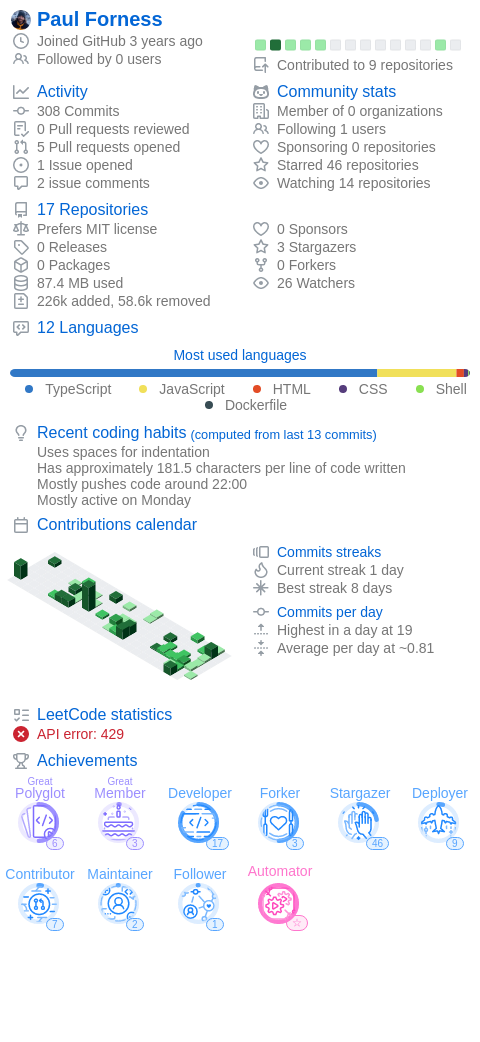 Paul Forness
Joined GitHub 3 years ago
Followed by 0 users
Contributed to 9 repositories
Activity
308 Commits
0 Pull requests reviewed
5 Pull requests opened
1 Issue opened
2 issue comments
Community stats
Member of 0 organizations
Following 1 users
Sponsoring 0 repositories
Starred 46 repositories
Watching 14 repositories
17 Repositories
Prefers MIT license
0 Releases
0 Packages
87.4 MB used
226k added, 58.6k removed
0 Sponsors
3 Stargazers
0 Forkers
26 Watchers
12 Languages
Most used languages
TypeScript JavaScript HTML CSS Shell
Dockerfile
Recent coding habits (computed from last 13 commits)
Uses spaces for indentation
Has approximately 181.5 characters per line of code written
Mostly pushes code around 22:00
Mostly active on Monday
Contributions calendar
Commits streaks
Current streak 1 day
Best streak 8 days
Commits per day
Highest in a day at 19
Average per day at ~0.81
LeetCode statistics
API error: 429
Achievements
Great Great
Polyglot Member Developer Forker Stargazer Deployer
6 3 17 3 46 9
Contributor Maintainer Follower Automator
7 2 1